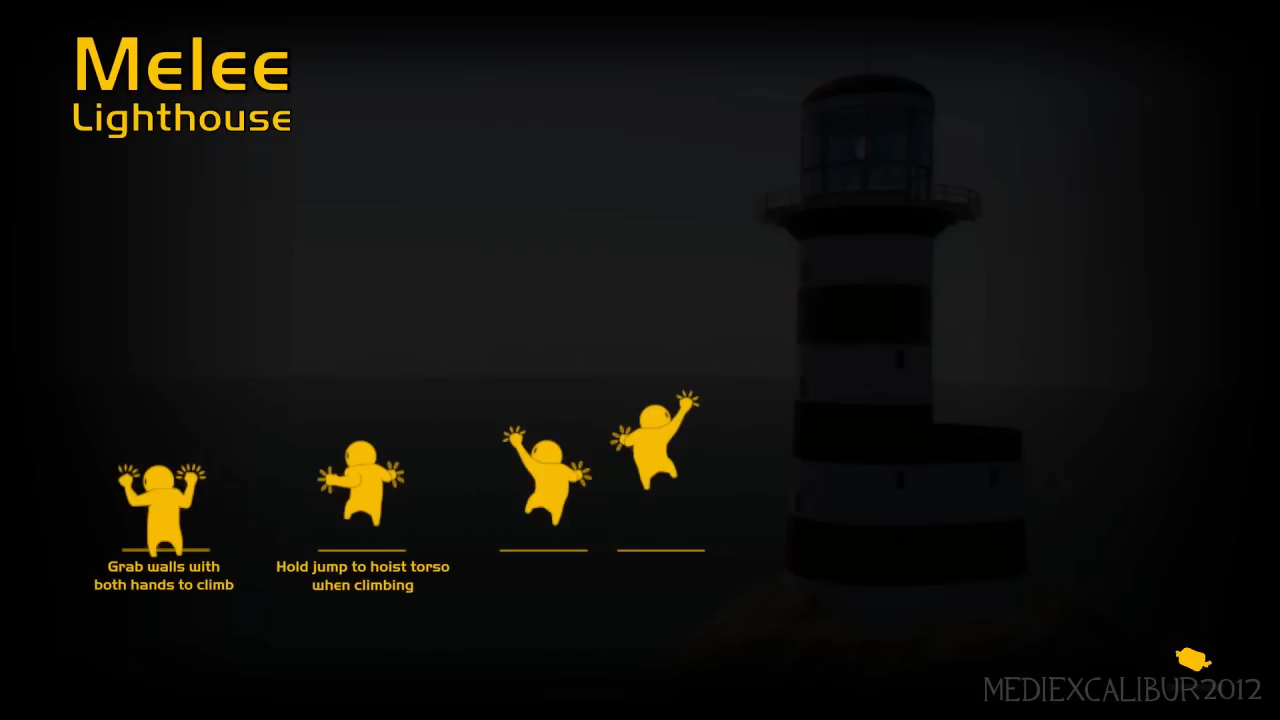 Melee
Lighthouse
Grab walls with
both hands to climb
Hold jump to hoist torso
when climbing
MEDIEXCALIBUR2012